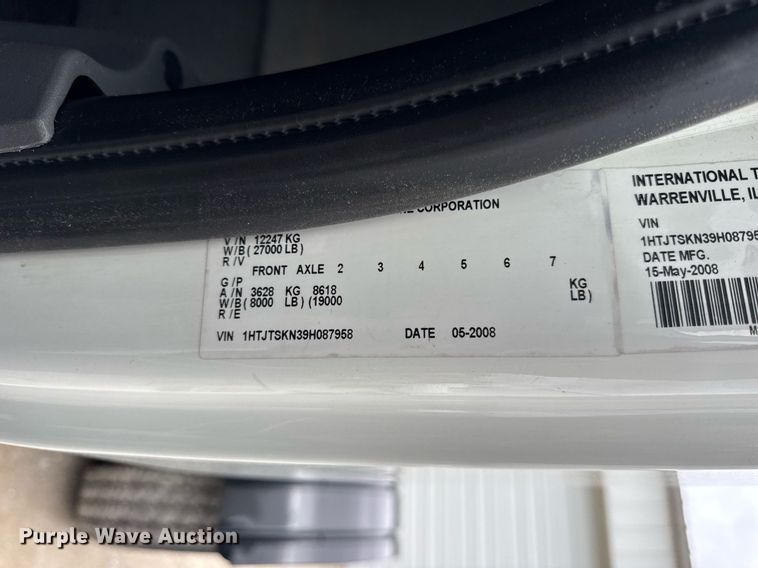 CORPORATION
V/N 12247 KG
W/B (27000 LB)
R/V
FRONT AXLE 2 3 4 5 6 7
G/P
A/N 3628 KG 8618 KG
W/B (8000 LB) (19000 LB)
R/E
VIN 1HTJTSKN39H087958 DATE 05-2008
INTERNATIONAL T
WARRENVILLE, IL
VIN
1HTJTSKN39H08795
DATE MFG.
15-May-2008
M
Purple Wave Auction